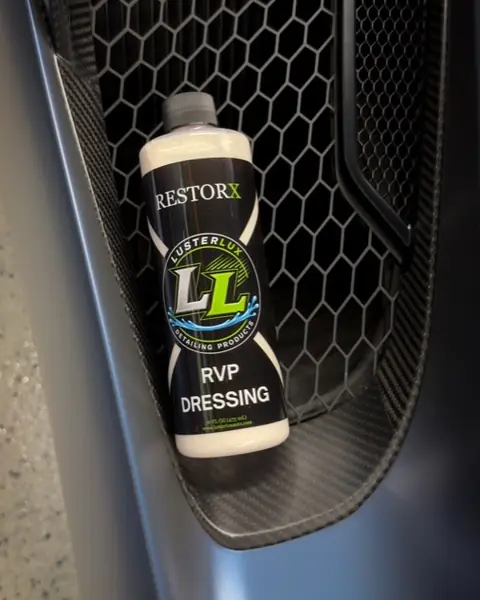 RESTORX
LUSTERLUX
LL
DETAILING PRODUCTS
RVP
DRESSING